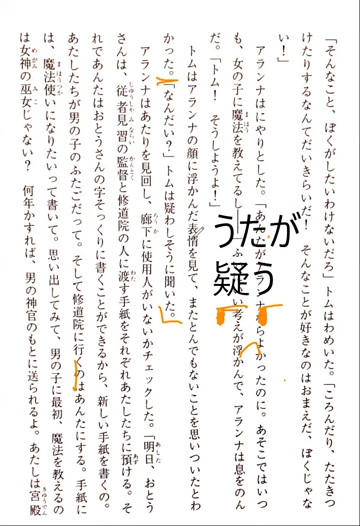 「そんなこと、ぼくがしたいわけないだろ」トムはわめいた。「ころんだり、たたきつ
けたりするなんてだいきらいだ！　そんなことが好きなのはおまえだ、ぼくじゃな
い！」
アランナはにやりとした。「あんたがアランナならよかったのに。あそこではいつ
も、女の子に魔法を教えてるし
ふ
い考えが浮かんで、アランナは息をのん
だ。「トム！　そうしようよ！」
トムはアランナの顔に浮かんだ表情を見て、またとんでもないことを思いついたとわ
かった。「なんだい？」トムは疑わしそうに聞いた。
アランナはあたりを見回し、廊下に使用人がいないかチェックした。「明日、おとう
さんは、従者見習の監督と修道院の人に渡す手紙をそれぞれあたしたちに預ける。そ
れであんたはおとうさんの字そっくりに書くことができるから、新しい手紙を書くの。
あたしたちが男の子のふたごだって。そして修道院に行くのはあんたにする。手紙に
は、魔法使いになりたいって書いて。思い出してみて、男の子に最初、魔法を教えるの
は女神の巫女じゃない？　何年かすれば、男の神官のもとに送られるよ。あたしは宮殿
うたが
疑う